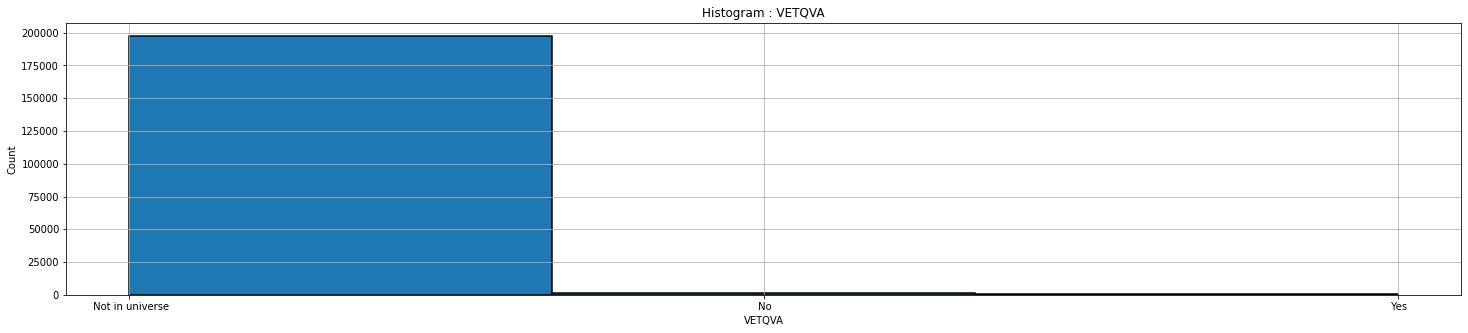 Histogram : VETQVA
200000
175000
150000
125000
100000
75000
50000
25000
0
Count
Not in universe No Yes
VETQVA